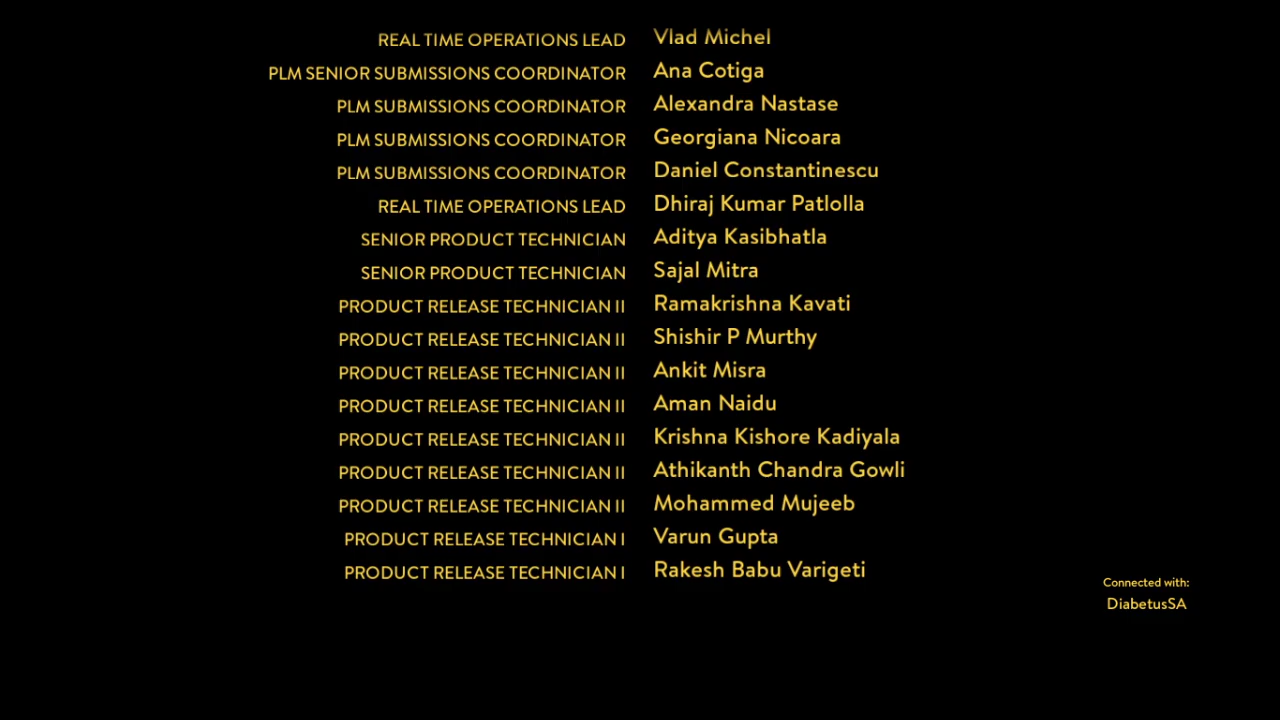 REAL TIME OPERATIONS LEAD Vlad Michel
PLM SENIOR SUBMISSIONS COORDINATOR Ana Cotiga
PLM SUBMISSIONS COORDINATOR Alexandra Nastase
PLM SUBMISSIONS COORDINATOR Georgiana Nicoara
PLM SUBMISSIONS COORDINATOR Daniel Constantinescu
REAL TIME OPERATIONS LEAD Dhiraj Kumar Patlolla
SENIOR PRODUCT TECHNICIAN Aditya Kasibhatla
SENIOR PRODUCT TECHNICIAN Sajal Mitra
PRODUCT RELEASE TECHNICIAN II Ramakrishna Kavati
PRODUCT RELEASE TECHNICIAN II Shishir P Murthy
PRODUCT RELEASE TECHNICIAN II Ankit Misra
PRODUCT RELEASE TECHNICIAN II Aman Naidu
PRODUCT RELEASE TECHNICIAN II Krishna Kishore Kadiyala
PRODUCT RELEASE TECHNICIAN II Athikanth Chandra Gowli
PRODUCT RELEASE TECHNICIAN II Mohammed Mujeeb
PRODUCT RELEASE TECHNICIAN I Varun Gupta
PRODUCT RELEASE TECHNICIAN I Rakesh Babu Varigeti
Connected with:
DiabetusSA